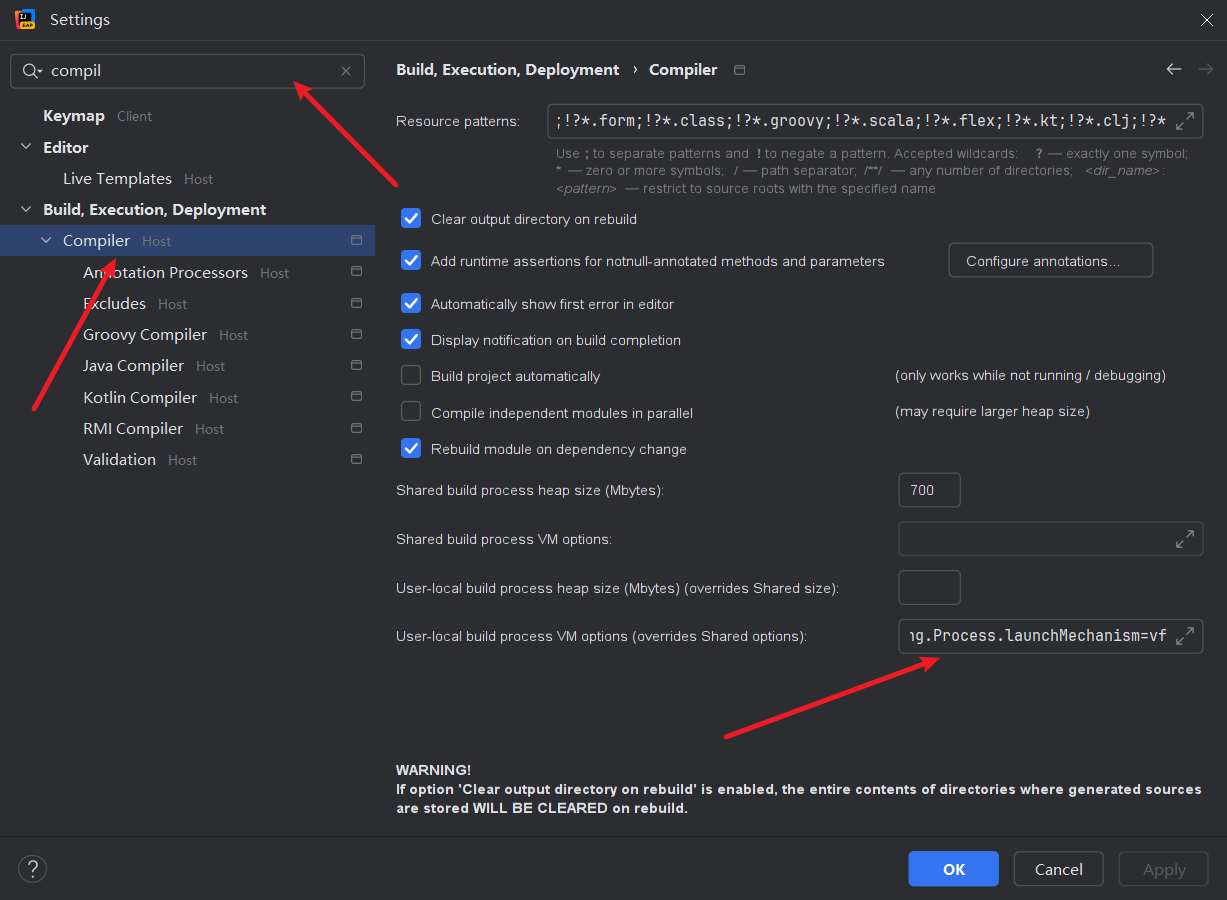 Settings
compil
Keymap Client
Editor
Live Templates Host
Build, Execution, Deployment
Compiler Host
Annotation Processors Host
Excludes Host
Groovy Compiler Host
Java Compiler Host
Kotlin Compiler Host
RMI Compiler Host
Validation Host
Build, Execution, Deployment › Compiler
Resource patterns: ;!?*.form;!?*.class;!?*.groovy;!?*.scala;!?*.flex;!?*.kt;!?*.clj;!?*
Use ; to separate patterns and ! to negate a pattern. Accepted wildcards: ? — exactly one symbol;
* — zero or more symbols; / — path separator; /**/ — any number of directories; <dir_name>:
<pattern> — restrict to source roots with the specified name
Clear output directory on rebuild
Add runtime assertions for notnull-annotated methods and parameters Configure annotations...
Automatically show first error in editor
Display notification on build completion
Build project automatically (only works while not running / debugging)
Compile independent modules in parallel (may require larger heap size)
Rebuild module on dependency change
Shared build process heap size (Mbytes): 700
Shared build process VM options:
User-local build process heap size (Mbytes) (overrides Shared size):
User-local build process VM options (overrides Shared options): ng.Process.launchMechanism=vf
WARNING!
If option 'Clear output directory on rebuild' is enabled, the entire contents of directories where generated sources
are stored WILL BE CLEARED on rebuild.
? OK Cancel Apply